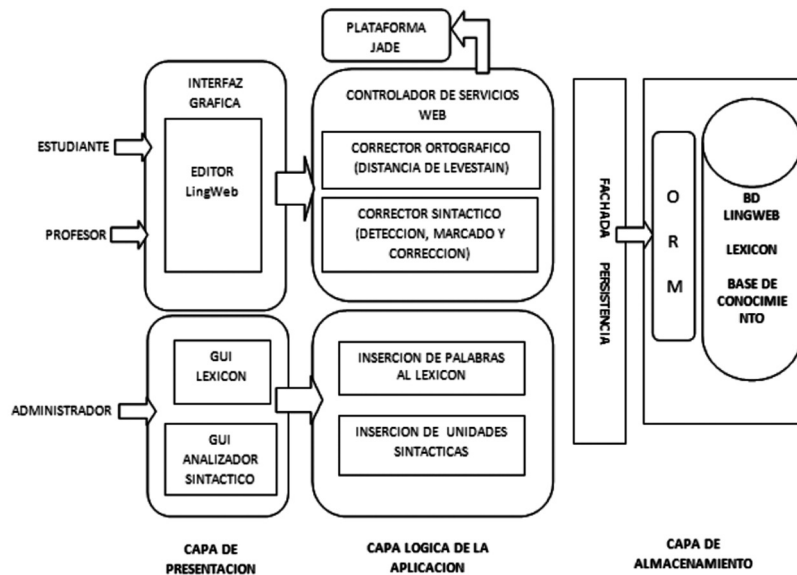 PLATAFORMA
JADE
INTERFAZ
GRAFICA
EDITOR
LingWeb
ESTUDIANTE
PROFESOR
CONTROLADOR DE SERVICIOS
WEB
CORRECTOR ORTOGRAFICO
(DISTANCIA DE LEVESTAIN)
CORRECTOR SINTACTICO
(DETECCION, MARCADO Y
CORRECCION)
ADMINISTRADOR
GUI
LEXICON
GUI
ANALIZADOR
SINTACTICO
INSERCION DE PALABRAS
AL LEXICON
INSERCION DE UNIDADES
SINTACTICAS
FACHADA PERSISTENCIA
O
R
M
BD
LINGWEB
LEXICON
BASE DE
CONOCIMIE
NTO
CAPA DE
PRESENTACION
CAPA LOGICA DE LA
APLICACION
CAPA DE
ALMACENAMIENTO